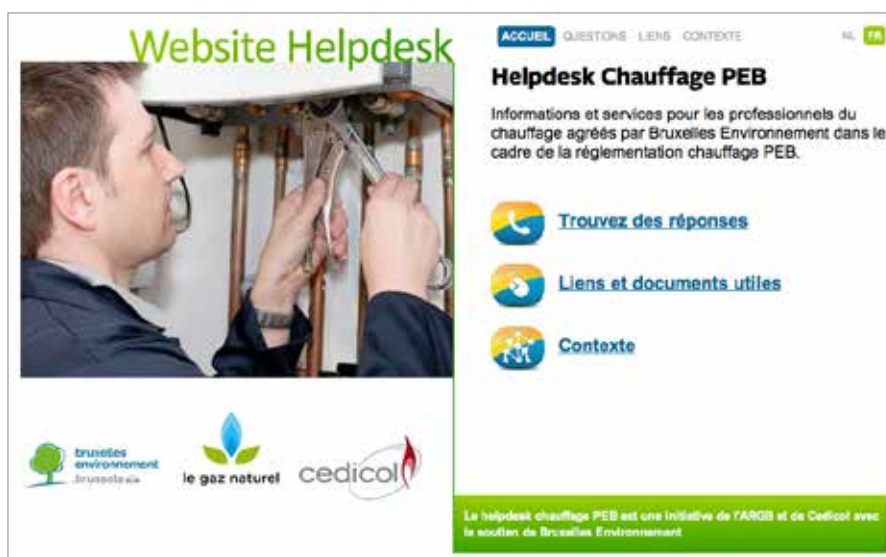 Website Helpdesk
ACCUEIL QUESTIONS LIENS CONTEXTE NL FR
Helpdesk Chauffage PEB
Informations et services pour les professionnels du
chauffage agréés par Bruxelles Environnement dans le
cadre de la réglementation chauffage PEB.
Trouvez des réponses
Liens et documents utiles
Contexte
bruxelles
environnement
.brussels
le gaz naturel
cedicol
Le helpdesk chauffage PEB est une initiative de l'ARGB et de Cedicol avec
le soutien de Bruxelles Environnement